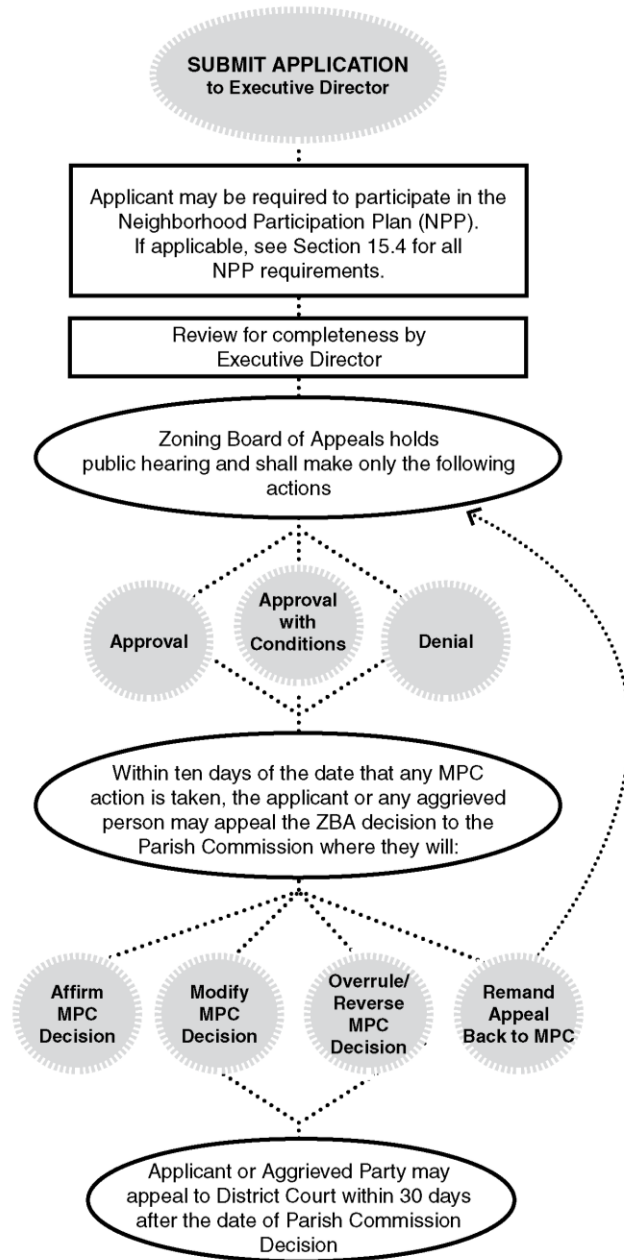 SUBMIT APPLICATION
to Executive Director
Applicant may be required to participate in the
Neighborhood Participation Plan (NPP).
If applicable, see Section 15.4 for all
NPP requirements.
Review for completeness by
Executive Director
Zoning Board of Appeals holds
public hearing and shall make only the following
actions
Approval
Approval
with
Conditions
Denial
Within ten days of the date that any MPC
action is taken, the applicant or any aggrieved
person may appeal the ZBA decision to the
Parish Commission where they will:
Affirm
MPC
Decision
Modify
MPC
Decision
Overrule/
Reverse
MPC
Decision
Remand
Appeal
Back to MPC
Applicant or Aggrieved Party may
appeal to District Court within 30 days
after the date of Parish Commission
Decision